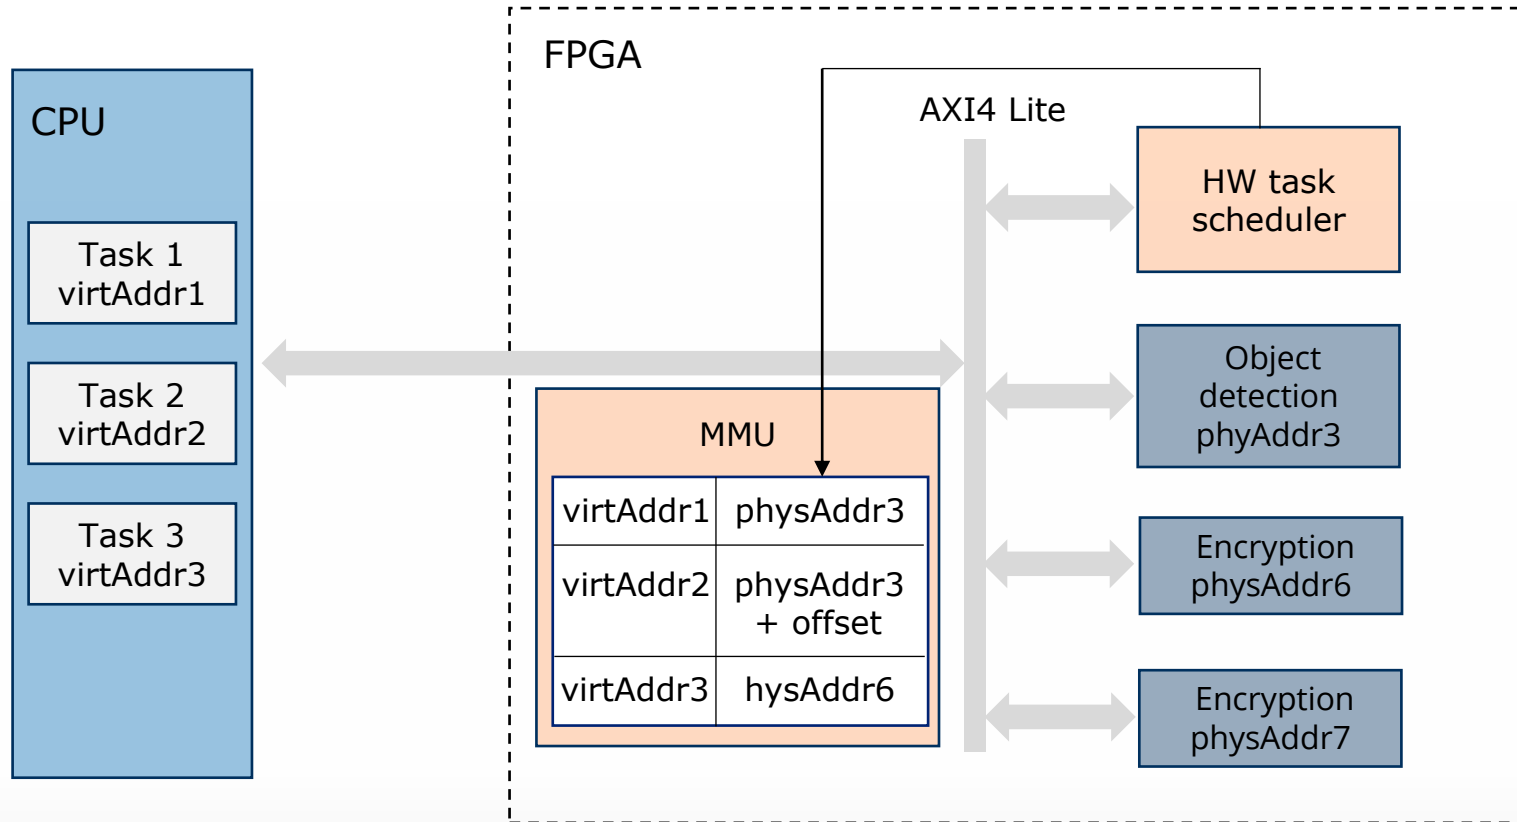 FPGA
CPU
AXI4 Lite
Task 1
virtAddr1
Task 2
virtAddr2
Task 3
virtAddr3
MMU
virtAddr1 physAddr3
virtAddr2 physAddr3
+ offset
virtAddr3 hysAddr6
HW task
scheduler
Object
detection
phyAddr3
Encryption
physAddr6
Encryption
physAddr7